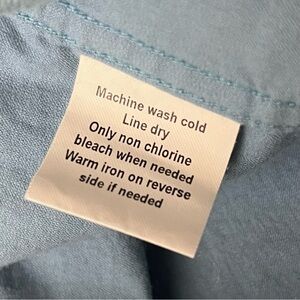 Machine wash cold
Line dry
Only non chlorine
bleach when needed
Warm iron on reverse
side if needed